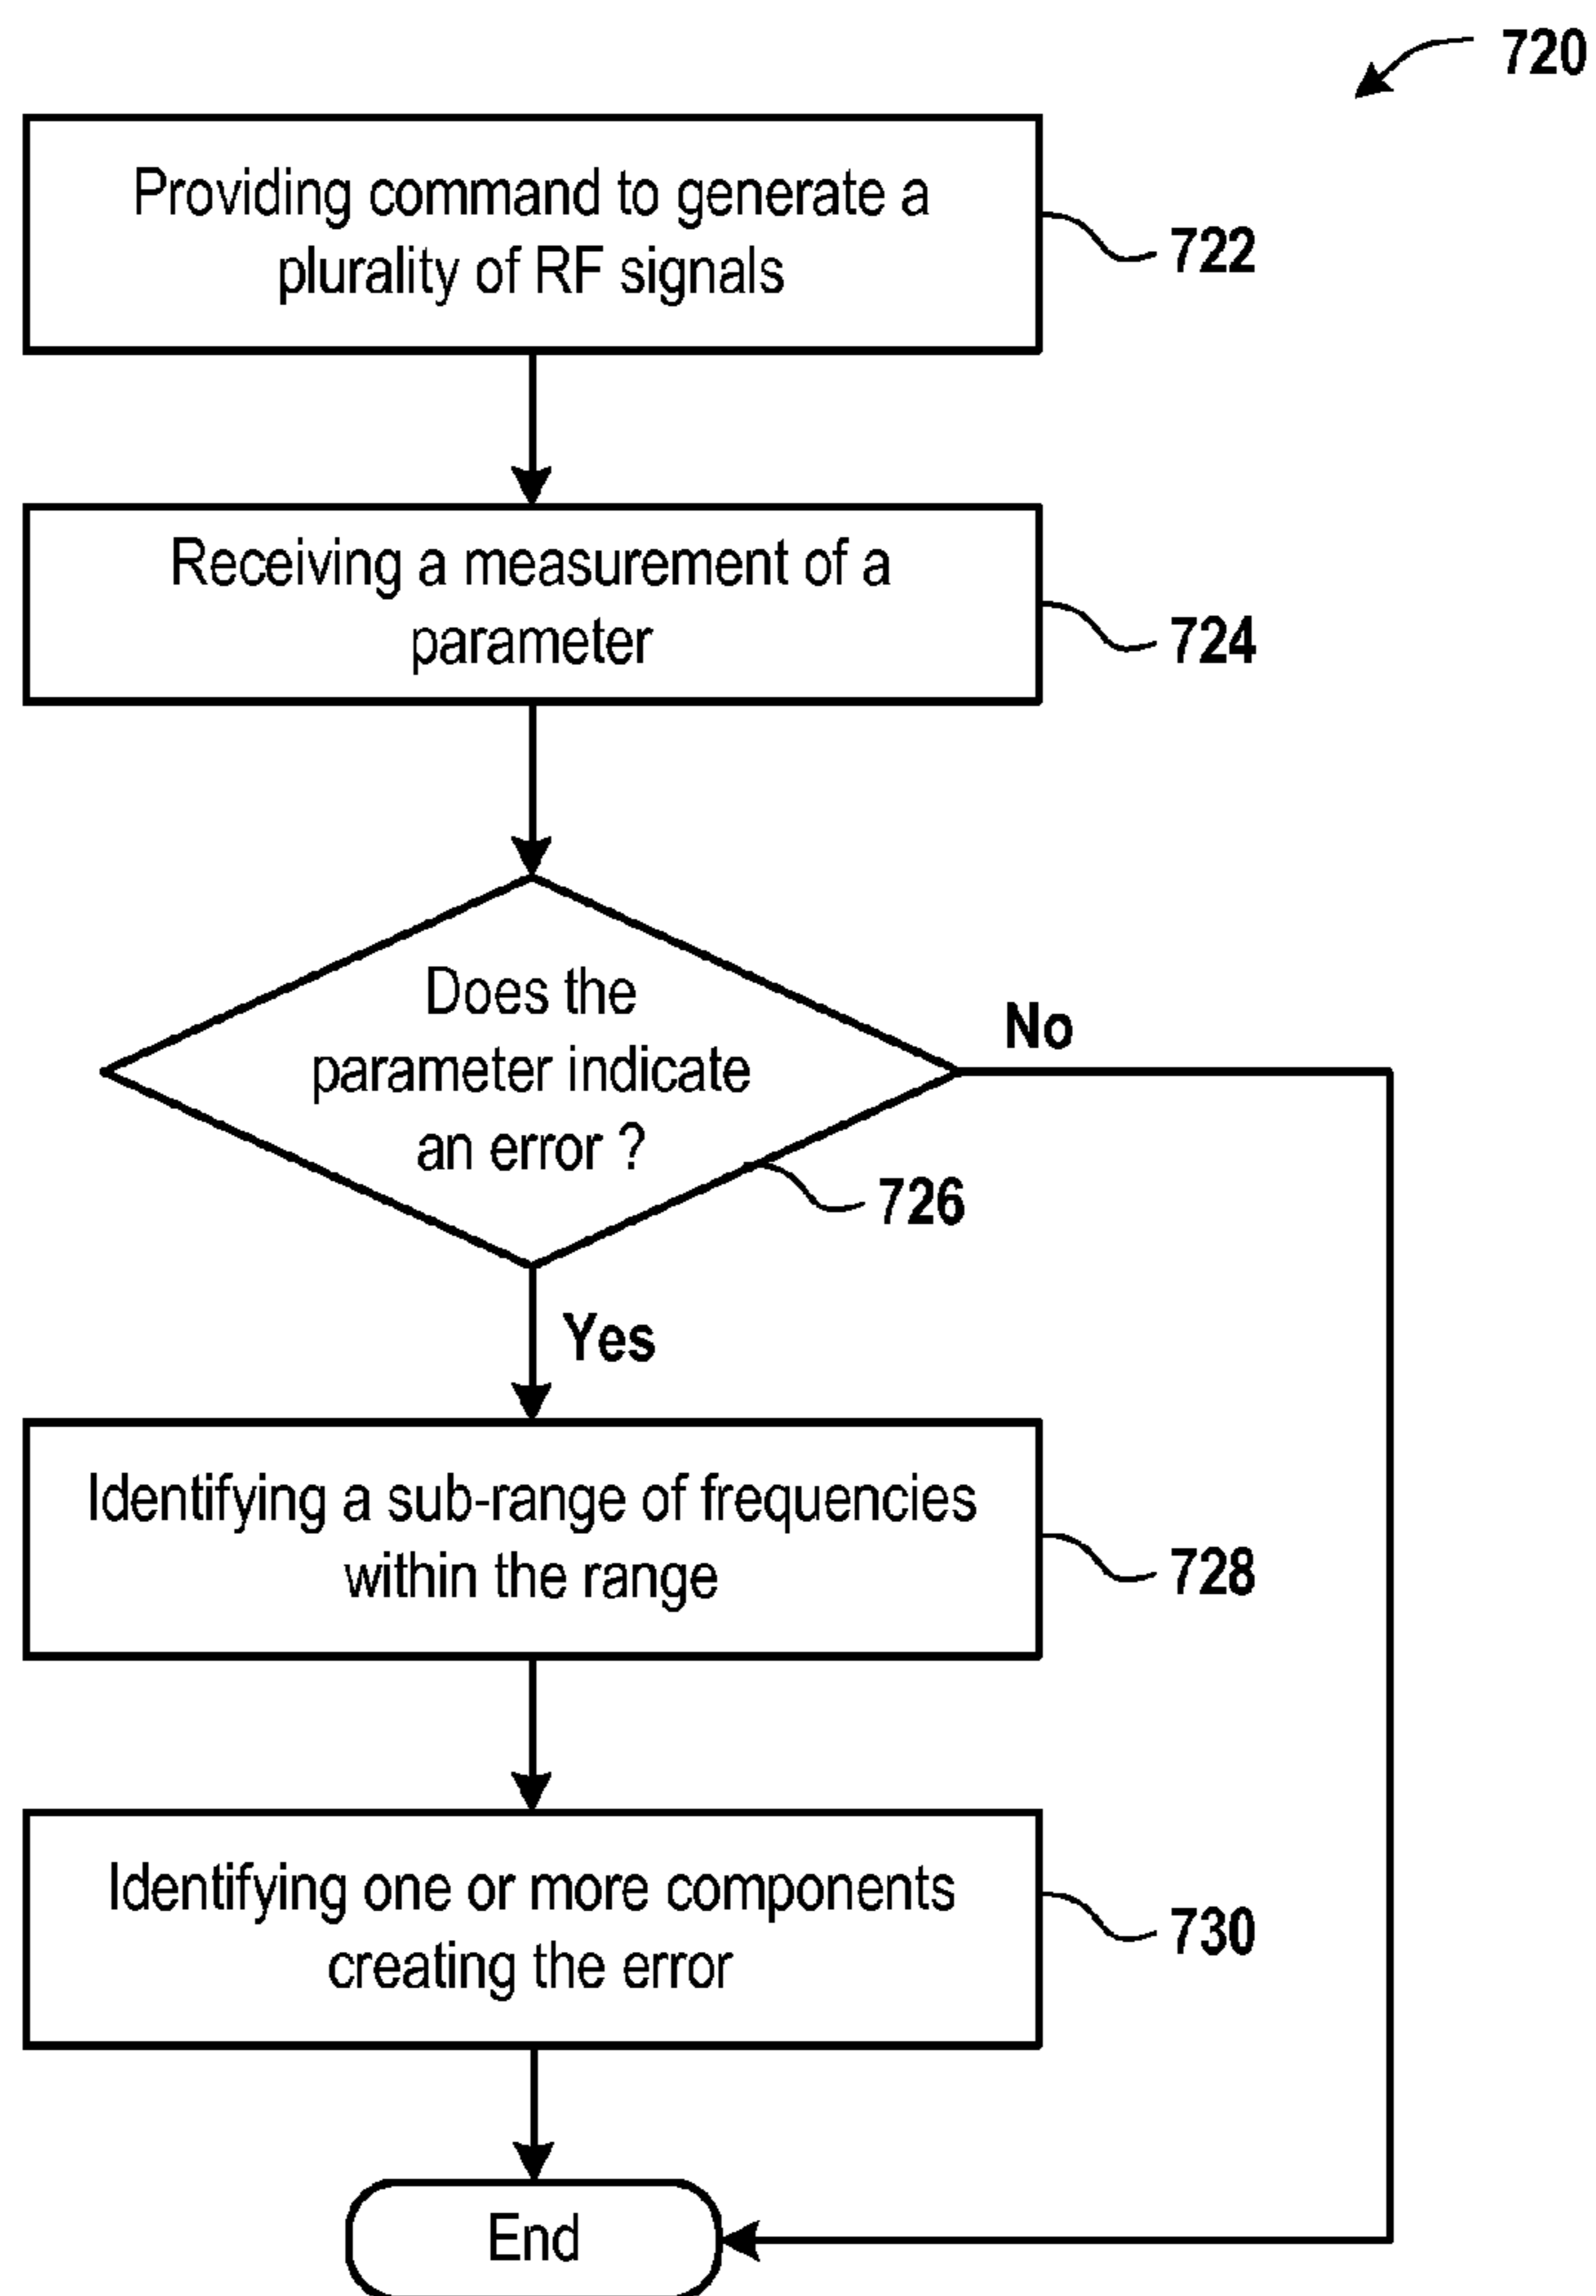 720
Providing command to generate a
plurality of RF signals
722
Receiving a measurement of a
parameter
724
Does the
parameter indicate
an error ?
No
726
Yes
Identifying a sub-range of frequencies
within the range
728
Identifying one or more components
creating the error
730
End